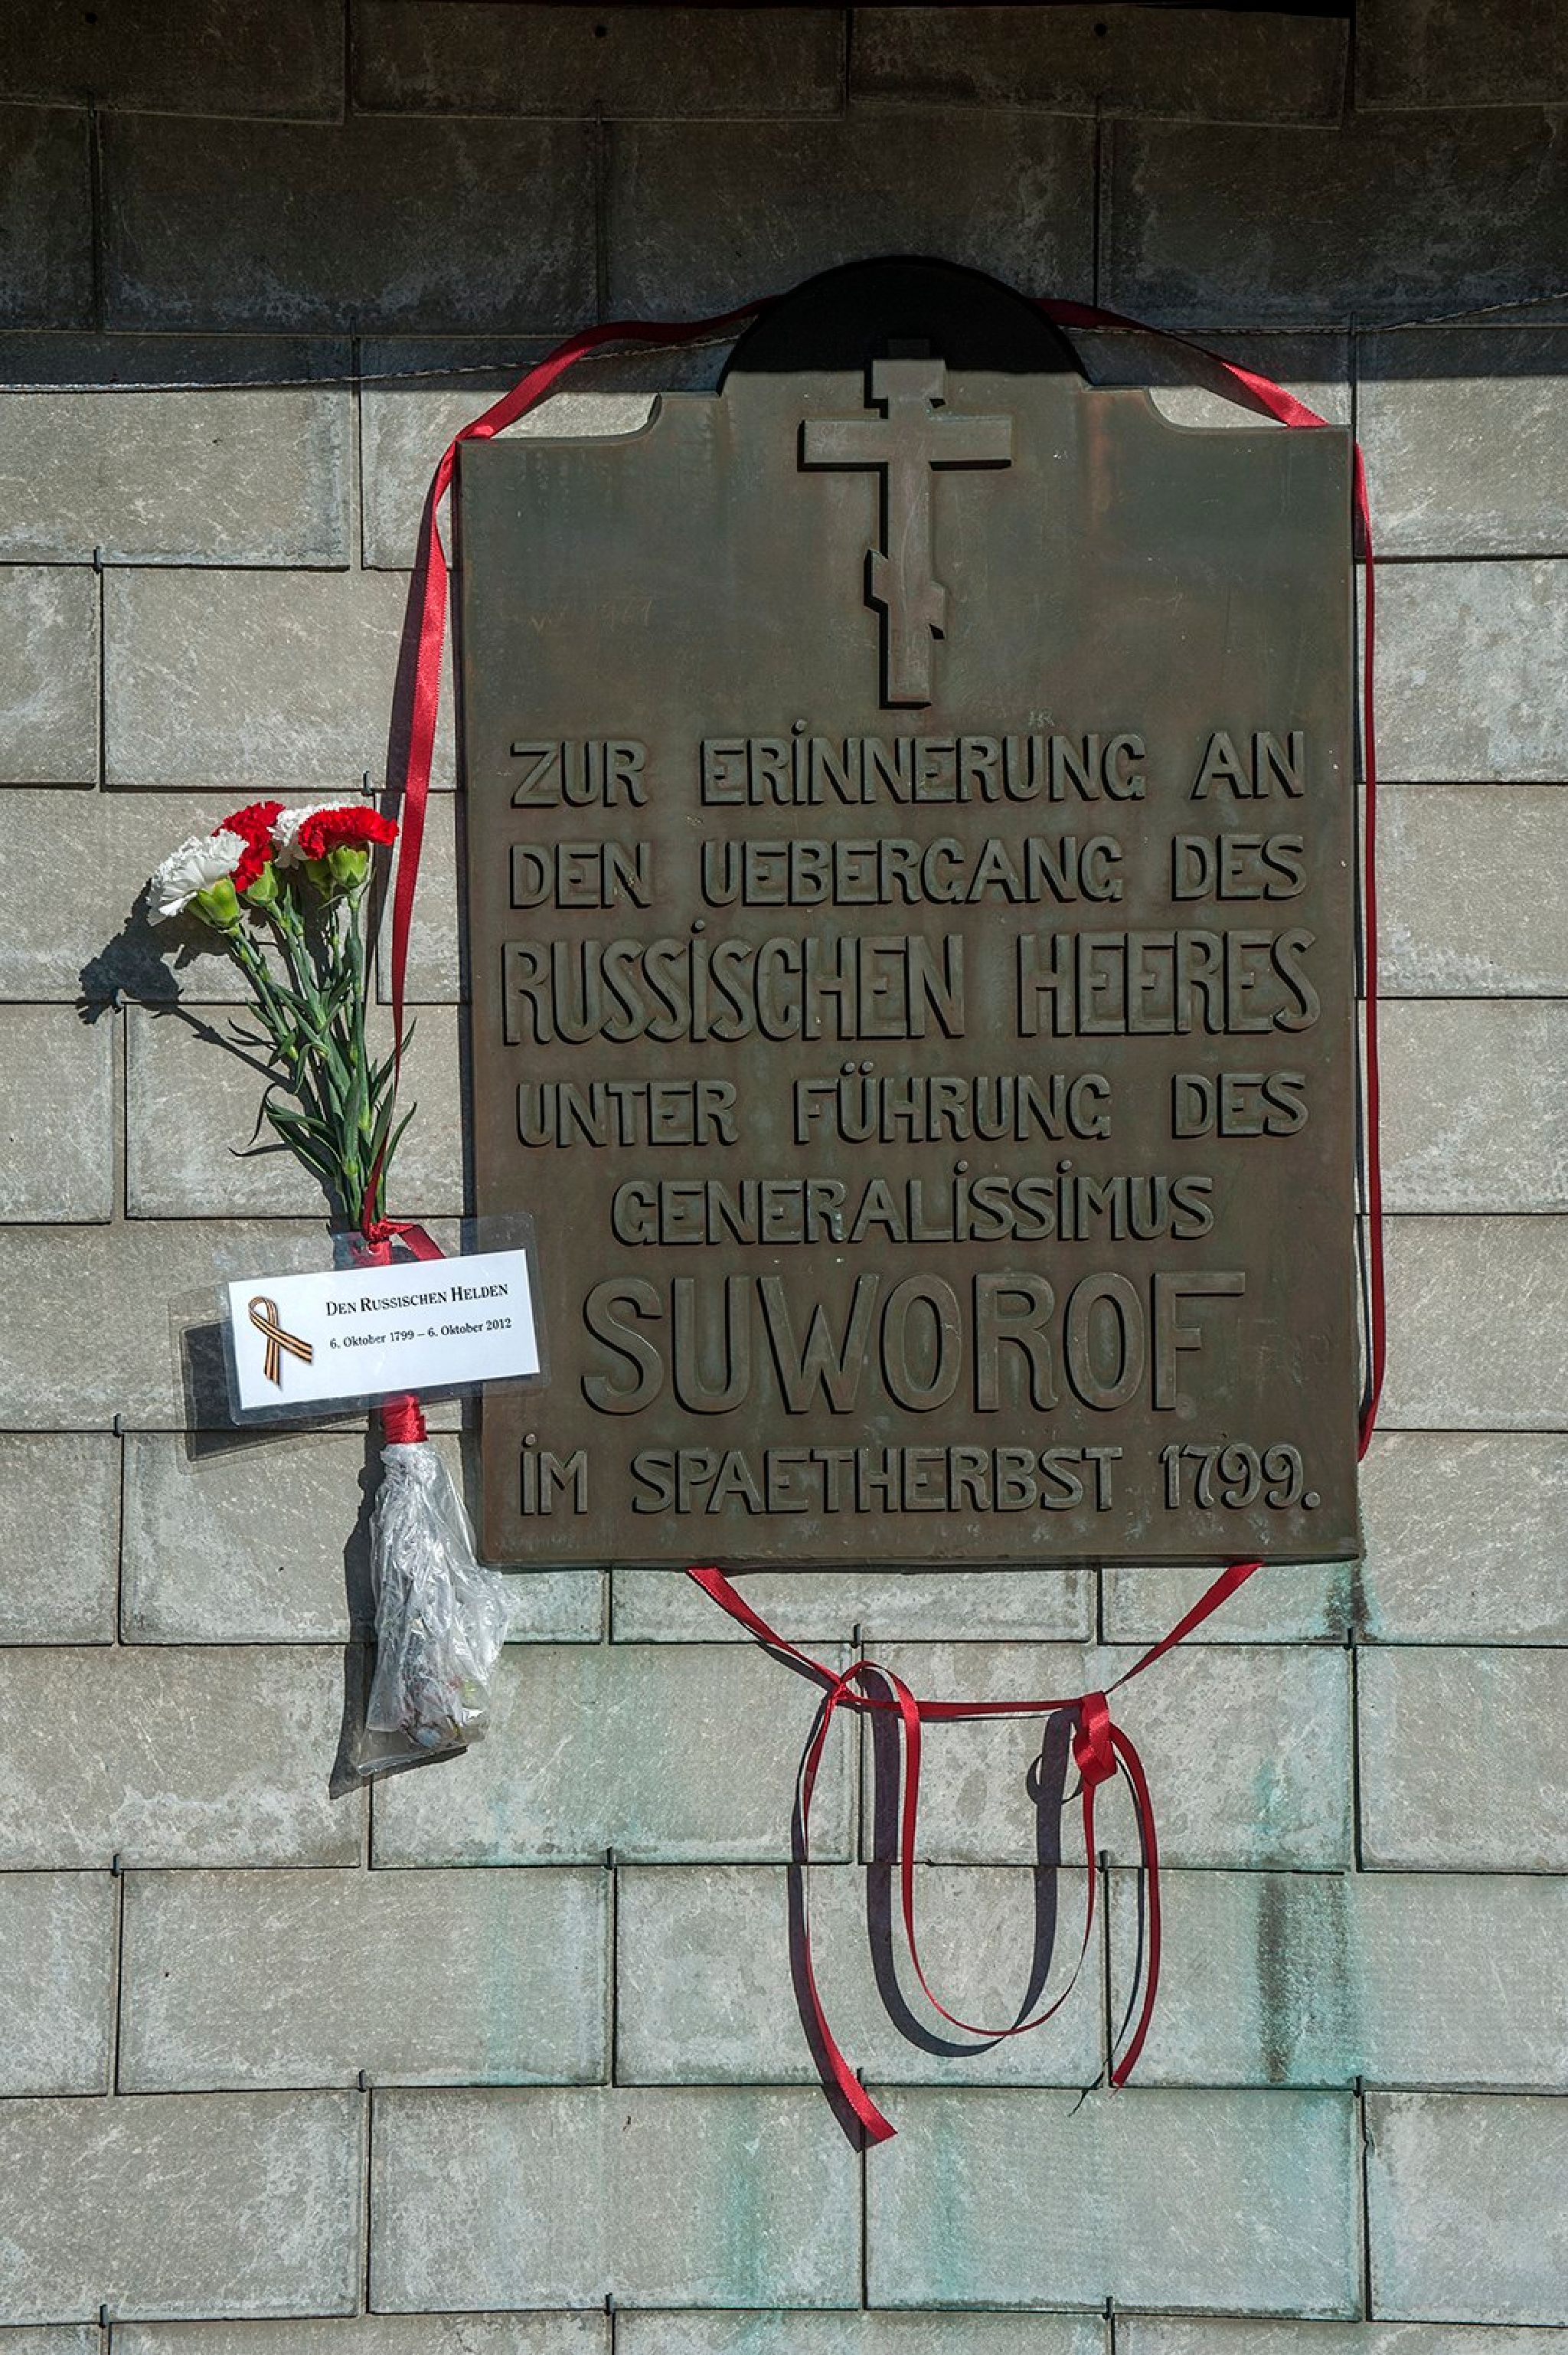 ZUR ERINNERUNG AN
DEN UEBERGANG DES
RUSSISCHEN HEERES
UNTER FÜHRUNG DES
GENERALISSIMUS
SUWOROF
IM SPAETHERBST 1799.
DEN RUSSISCHEN HELDEN
6. Oktober 1799 – 6. Oktober 2012